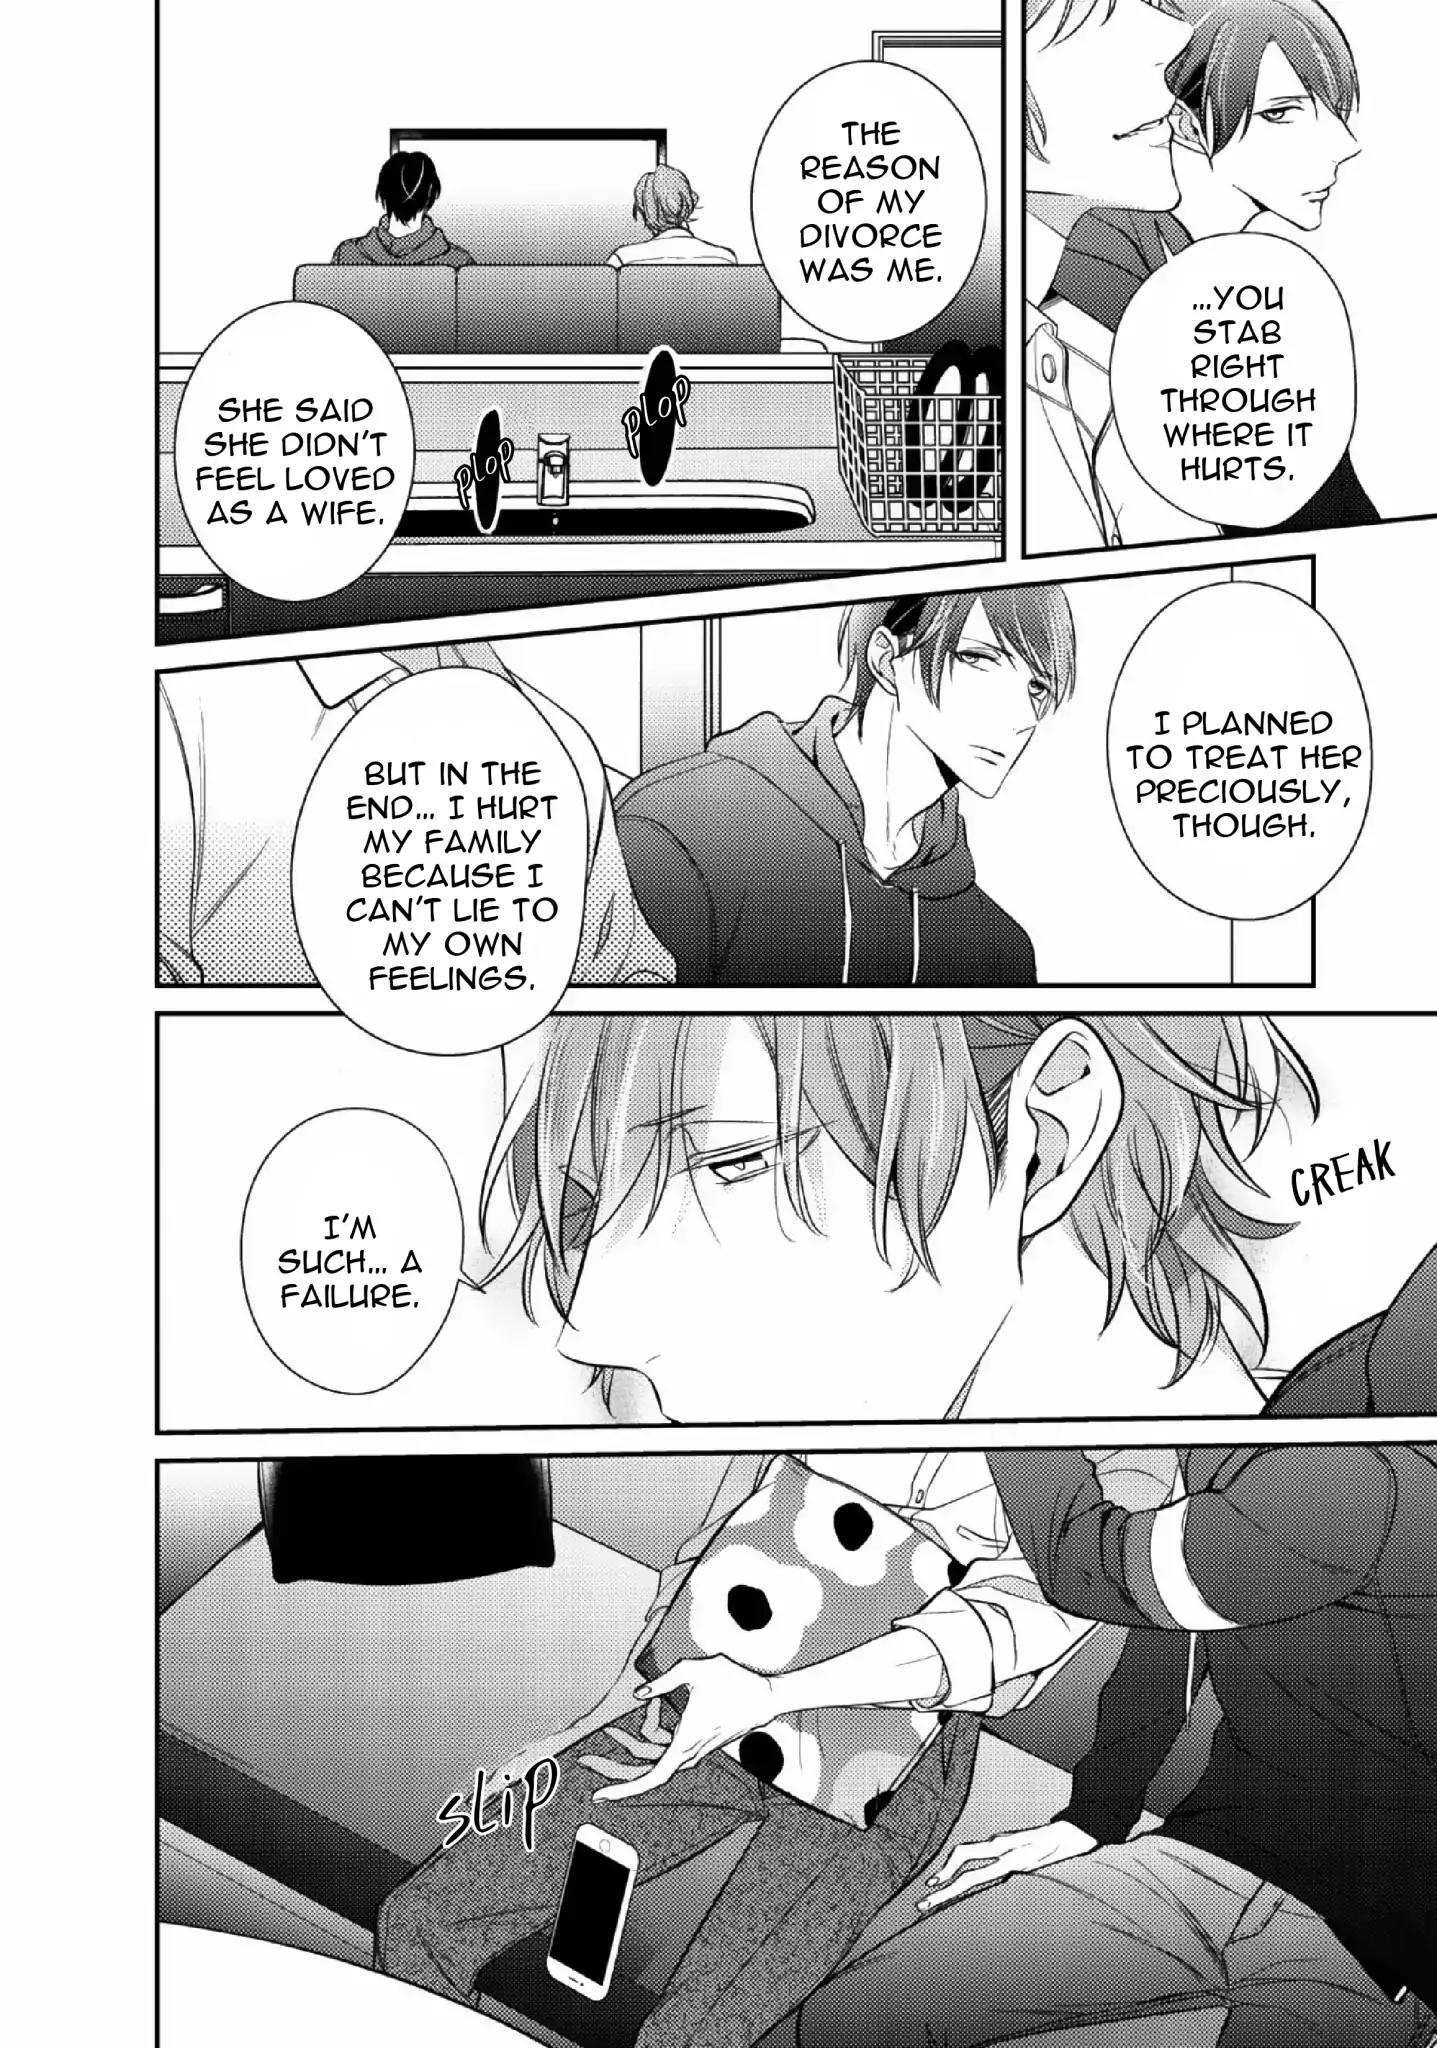 ...YOU
STAB
RIGHT
THROUGH
WHERE IT
HURTS.
THE
REASON
OF MY
DIVORCE
WAS ME.
PLOP
PLOP
SHE SAID
SHE DIDN'T
FEEL LOVED
AS A WIFE.
I PLANNED
TO TREAT HER
PRECIOUSLY,
THOUGH.
BUT IN THE
END... I HURT
MY FAMILY
BECAUSE I
CAN'T LIE TO
MY OWN
FEELINGS.
CREAK
I'M
SUCH... A
FAILURE.
SLIP